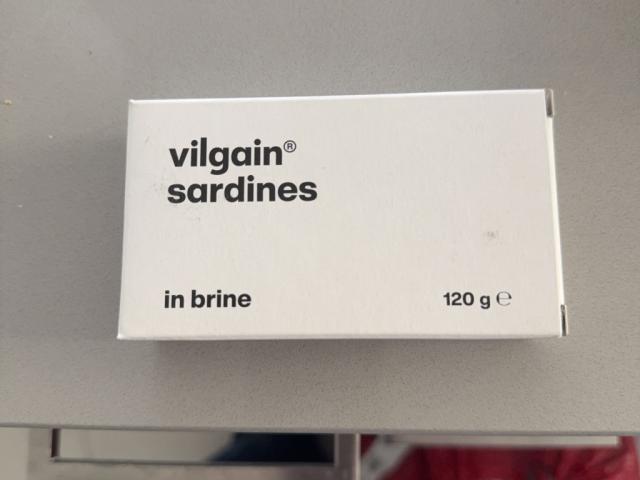 vilgain®
sardines
in brine
120 g ℮